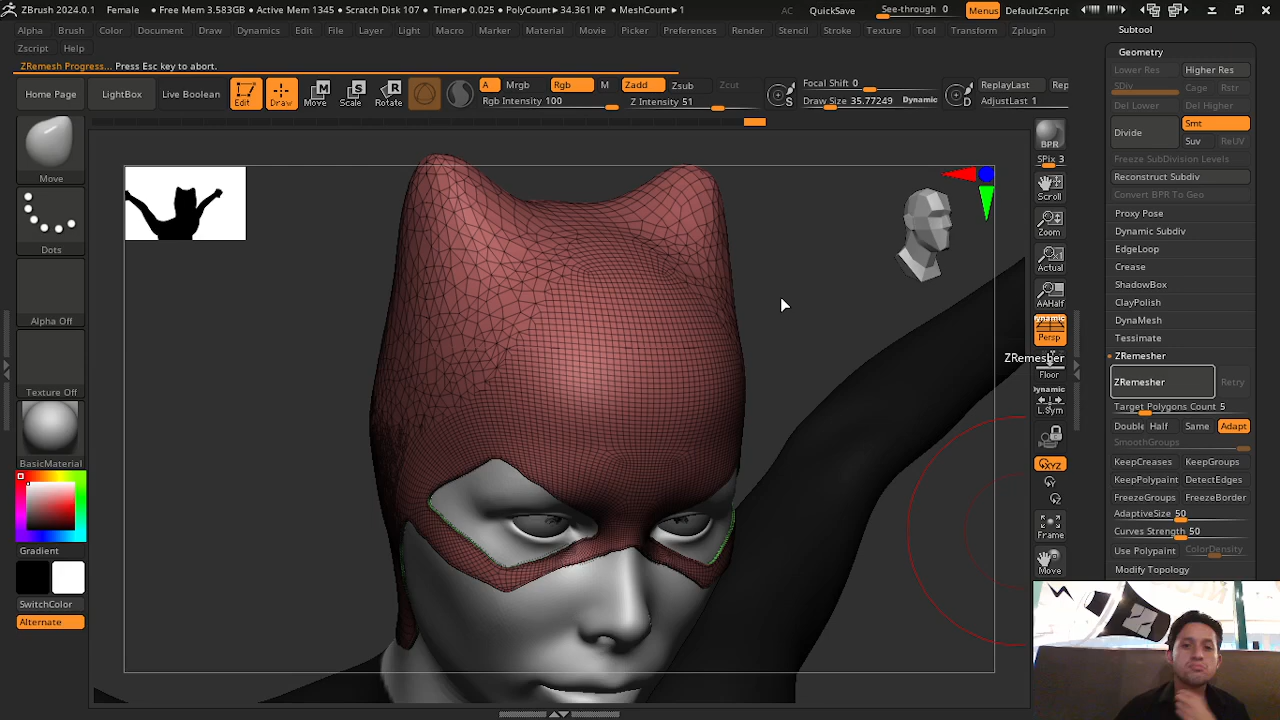 ZBrush 2024.0.1 Female • Free Mem 3.583GB • Active Mem 1345 • Scratch Disk 107 • Timer▶0.025 • PolyCount▶34.361 KP • MeshCount▶1 AC QuickSave See-through 0 Menus DefaultZScript
Alpha Brush Color Document Draw Dynamics Edit File Layer Light Macro Marker Material Movie Picker Preferences Render Stencil Stroke Texture Tool Transform Zplugin
Zscript Help
ZRemesh Progress... Press Esc key to abort.
Home Page LightBox Live Boolean Edit Draw Move Scale Rotate
A Mrgb Rgb M Zadd Zsub Zcut
Rgb Intensity 100 Z Intensity 51
S Focal Shift 0
Draw Size 35.77249 Dynamic
D ReplayLast Rep
AdjustLast 1
Move
Dots
Alpha Off
Texture Off
BasicMaterial
Gradient
SwitchColor
Alternate
BPR
SPix 3
Scroll
Zoom
Actual
AAHalf
Dynamic
Persp
ZRemesher
Floor
Dynamic
L.Sym
XYZ
Frame
Move
Subtool
Geometry
Lower Res Higher Res
SDiv Cage Rstr
Del Lower Del Higher
Divide Smt
Suv ReUV
Freeze SubDivision Levels
Reconstruct Subdiv
Convert BPR To Geo
Proxy Pose
Dynamic Subdiv
EdgeLoop
Crease
ShadowBox
ClayPolish
DynaMesh
Tessimate
ZRemesher
ZRemesher Retry
Target Polygons Count 5
Double Half Same Adapt
SmoothGroups
KeepCreases KeepGroups
KeepPolypaint DetectEdges
FreezeGroups FreezeBorder
AdaptiveSize 50
Curves Strength 50
Use Polypaint ColorDensity
Modify Topology